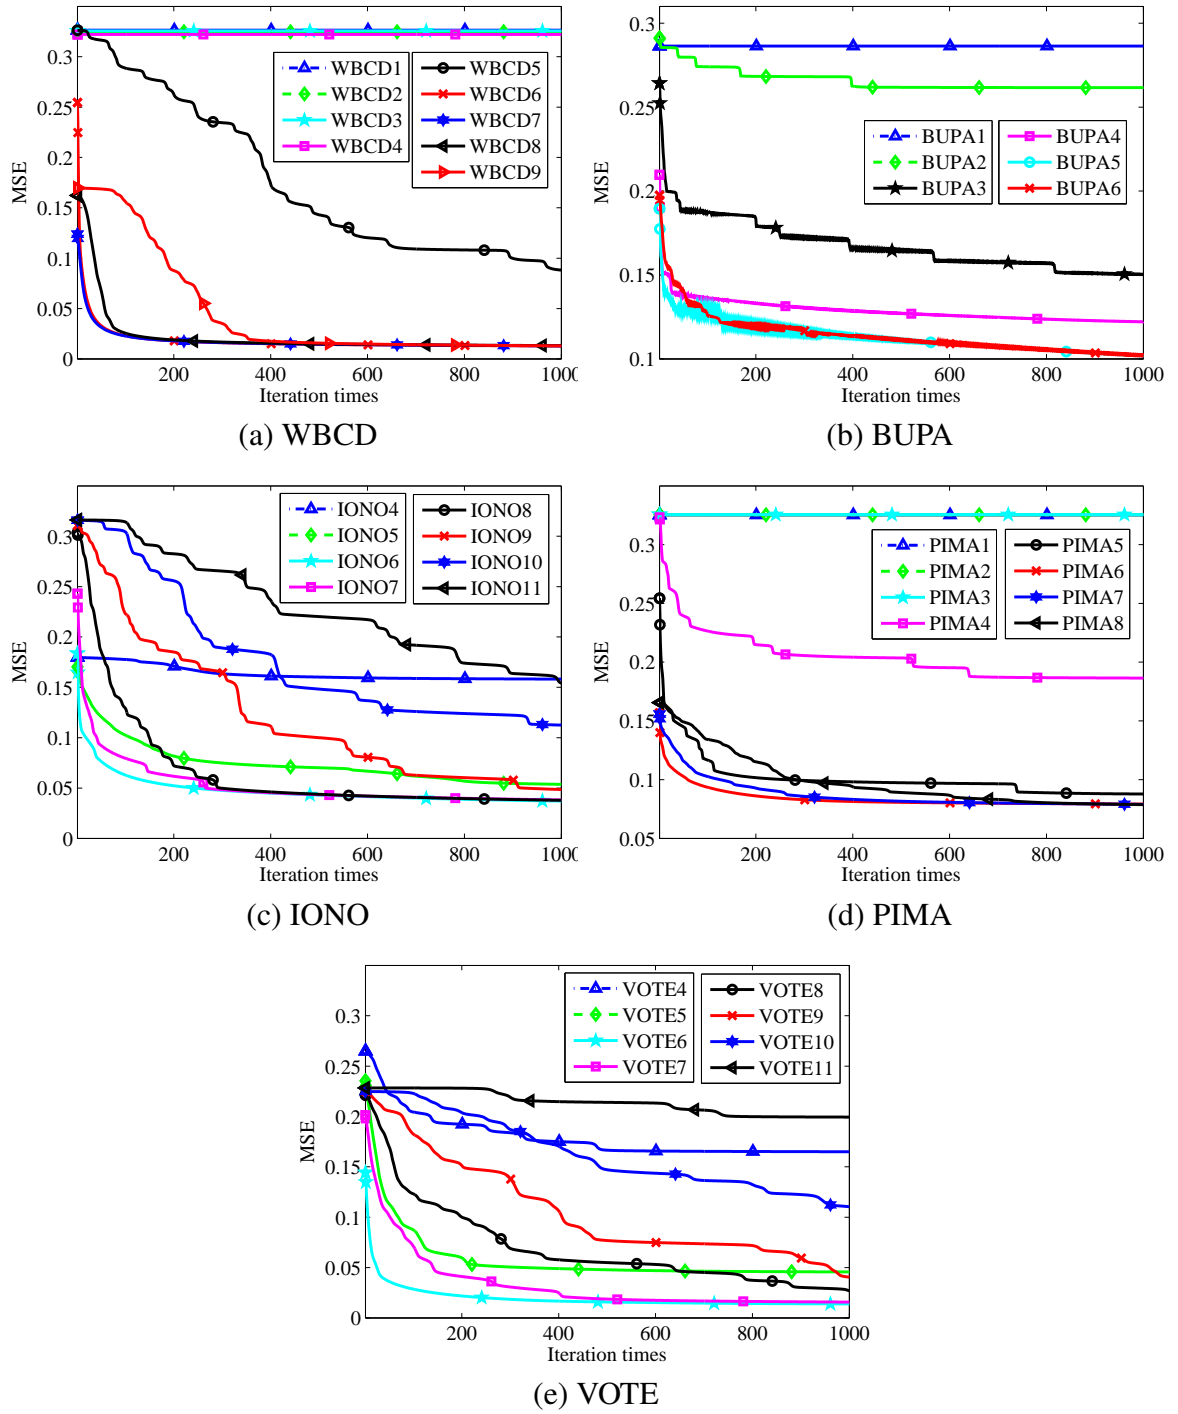 0.3
0.25
0.2
0.15
0.1
0.05
0
MSE
200 400 600 800 1000
Iteration times
WBCD1
WBCD2
WBCD3
WBCD4
WBCD5
WBCD6
WBCD7
WBCD8
WBCD9
(a) WBCD
0.3
0.25
0.2
0.15
0.1
MSE
200 400 600 800 1000
Iteration times
BUPA1
BUPA2
BUPA3
BUPA4
BUPA5
BUPA6
(b) BUPA
0.3
0.25
0.2
0.15
0.1
0.05
0
MSE
200 400 600 800 1000
Iteration times
IONO4
IONO5
IONO6
IONO7
IONO8
IONO9
IONO10
IONO11
(c) IONO
0.3
0.25
0.2
0.15
0.1
0.05
MSE
200 400 600 800 1000
Iteration times
PIMA1
PIMA2
PIMA3
PIMA4
PIMA5
PIMA6
PIMA7
PIMA8
(d) PIMA
0.3
0.25
0.2
0.15
0.1
0.05
0
MSE
200 400 600 800 1000
Iteration times
VOTE4
VOTE5
VOTE6
VOTE7
VOTE8
VOTE9
VOTE10
VOTE11
(e) VOTE